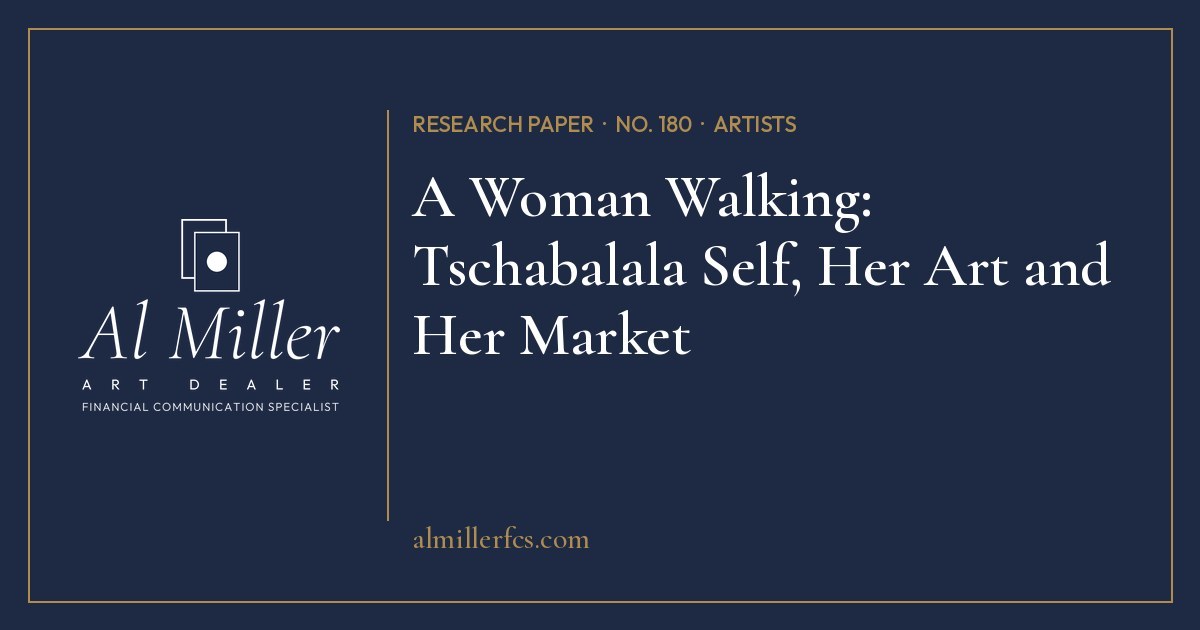 Al Miller
ART DEALER
FINANCIAL COMMUNICATION SPECIALIST
RESEARCH PAPER · NO. 180 · ARTISTS
A Woman Walking:
Tschabalala Self, Her Art and
Her Market
almillerfcs.com